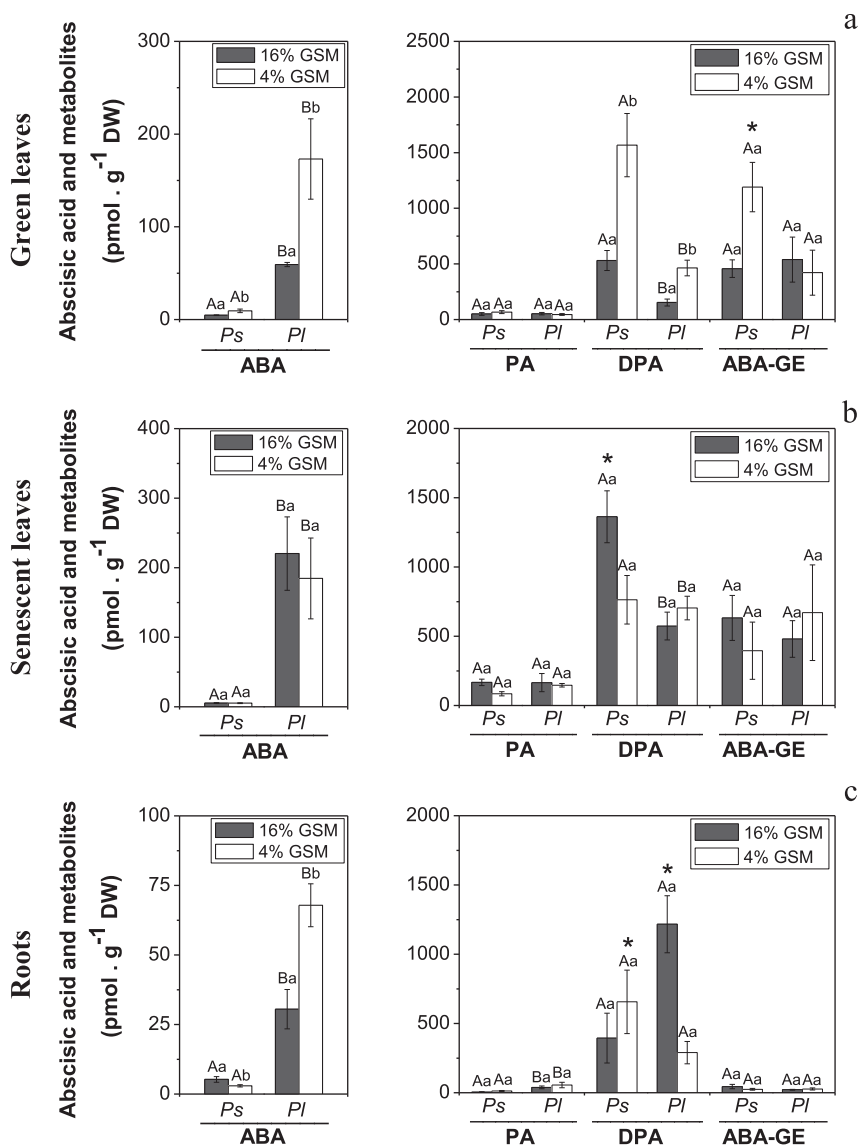 a
Green leaves
Abscisic acid and metabolites
(pmol . g-1 DW)
300
200
100
0
16% GSM
4% GSM
Aa
Ab
Ba
Bb
Ps
Pl
ABA
2500
2000
1500
1000
500
0
16% GSM
4% GSM
Aa Aa
Aa Aa
Aa
Ab
Ba
Bb
Aa
*
Aa
Aa
Aa
Ps
Pl
Ps
Pl
Ps
Pl
PA
DPA
ABA-GE
b
Senescent leaves
Abscisic acid and metabolites
(pmol . g-1 DW)
400
300
200
100
0
16% GSM
4% GSM
Aa Aa
Ba
Ba
Ps
Pl
ABA
2000
1500
1000
500
0
16% GSM
4% GSM
Aa
Aa
Aa
Aa
*
Aa
Aa
Ba
Ba
Aa
Aa
Aa
Aa
Ps
Pl
Ps
Pl
Ps
Pl
PA
DPA
ABA-GE
c
Roots
Abscisic acid and metabolites
(pmol . g-1 DW)
100
75
50
25
0
16% GSM
4% GSM
Aa
Ab
Ba
Bb
Ps
Pl
ABA
2000
1500
1000
500
0
16% GSM
4% GSM
Aa Aa
Ba Ba
Aa
*
Aa
*
Aa
Aa
Aa Aa
Aa Aa
Ps
Pl
Ps
Pl
Ps
Pl
PA
DPA
ABA-GE